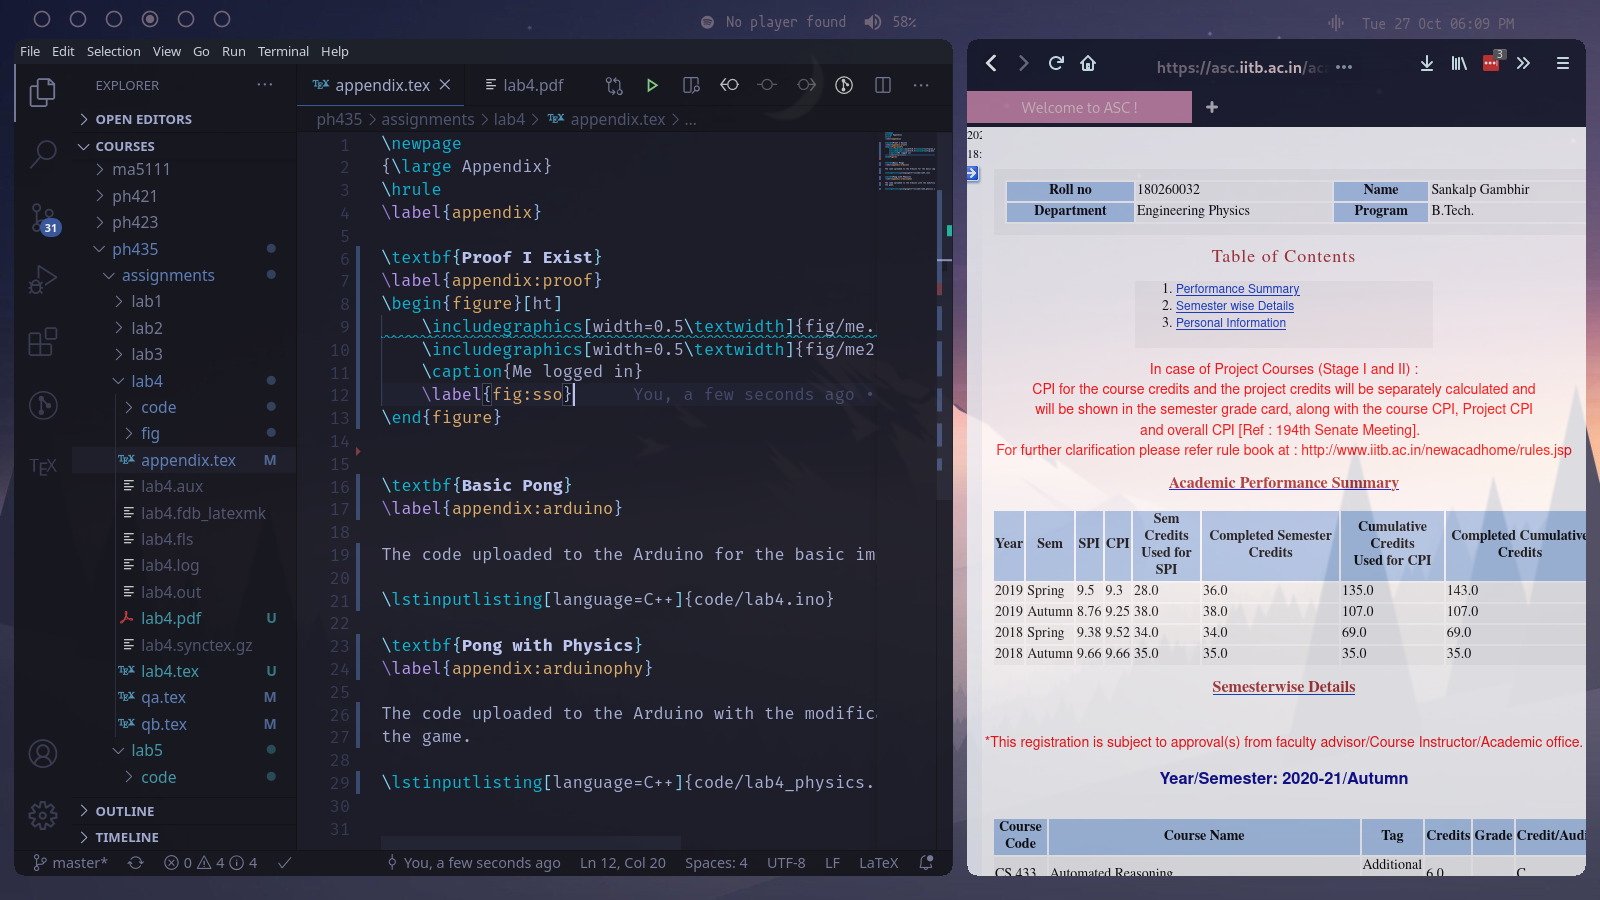 No player found 58%
Tue 27 Oct 06:09 PM
File Edit Selection View Go Run Terminal Help
EXPLORER
OPEN EDITORS
COURSES
ma5111
ph421
ph423
ph435
assignments
lab1
lab2
lab3
lab4
code
fig
appendix.tex M
lab4.aux
lab4.fdb_latexmk
lab4.fls
lab4.log
lab4.out
lab4.pdf U
lab4.synctex.gz
lab4.tex U
qa.tex M
qb.tex M
lab5
code
OUTLINE
TIMELINE
31
TEX
TEX appendix.tex lab4.pdf
ph435 > assignments > lab4 > TEX appendix.tex > ...
1 \newpage
2 {\large Appendix}
3 \hrule
4 \label{appendix}
5
6 \textbf{Proof I Exist}
7 \label{appendix:proof}
8 \begin{figure}[ht]
9 \includegraphics[width=0.5\textwidth]{fig/me.
10 \includegraphics[width=0.5\textwidth]{fig/me2
11 \caption{Me logged in}
12 \label{fig:sso} You, a few seconds ago •
13 \end{figure}
14
15
16 \textbf{Basic Pong}
17 \label{appendix:arduino}
18
19 The code uploaded to the Arduino for the basic im
20
21 \lstinputlisting[language=C++]{code/lab4.ino}
22
23 \textbf{Pong with Physics}
24 \label{appendix:arduinophy}
25
26 The code uploaded to the Arduino with the modific
27 the game.
28
29 \lstinputlisting[language=C++]{code/lab4_physics.
30
31
master* 0 4 4 You, a few seconds ago Ln 12, Col 20 Spaces: 4 UTF-8 LF LaTeX
https://asc.iitb.ac.in/ac
3
Welcome to ASC !
202
18:
Roll no 180260032 Name Sankalp Gambhir
Department Engineering Physics Program B.Tech.
Table of Contents
1. Performance Summary
2. Semester wise Details
3. Personal Information
In case of Project Courses (Stage I and II) :
CPI for the course credits and the project credits will be separately calculated and
will be shown in the semester grade card, along with the course CPI, Project CPI
and overall CPI [Ref : 194th Senate Meeting].
For further clarification please refer rule book at : http://www.iitb.ac.in/newacadhome/rules.jsp
Academic Performance Summary
Year Sem SPI CPI Sem Credits Used for SPI Completed Semester Credits Cumulative Credits Used for CPI Completed Cumulative Credits
2019 Spring 9.5 9.3 28.0 36.0 135.0 143.0
2019 Autumn 8.76 9.25 38.0 38.0 107.0 107.0
2018 Spring 9.38 9.52 34.0 34.0 69.0 69.0
2018 Autumn 9.66 9.66 35.0 35.0 35.0 35.0
Semesterwise Details
*This registration is subject to approval(s) from faculty advisor/Course Instructor/Academic office.
Year/Semester: 2020-21/Autumn
Course Code Course Name Tag Credits Grade Credit/Audi
CS 433 Automated Reasoning Additional 6.0 C